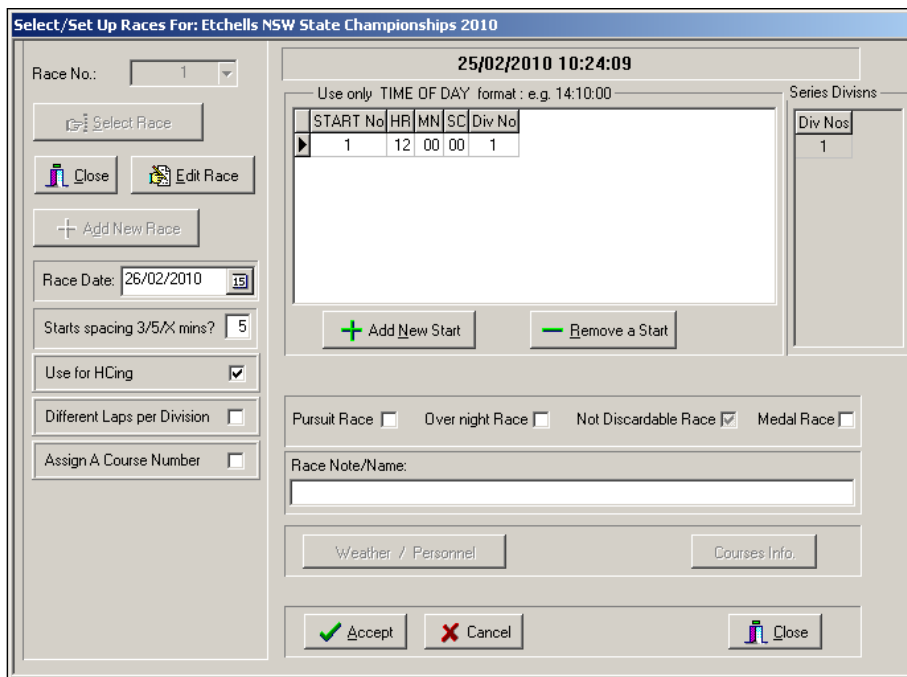 Select/Set Up Races For: Etchells NSW State Championships 2010
Race No.: 1
Select Race
Close
Edit Race
Add New Race
Race Date: 26/02/2010 15
Starts spacing 3/5/X mins? 5
Use for HCing
Different Laps per Division
Assign A Course Number
25/02/2010 10:24:09
Use only TIME OF DAY format : e.g. 14:10:00
START No HR MN SC Div No
1 12 00 00 1
Add New Start
Remove a Start
Series Divisns
Div Nos
1
Pursuit Race Over night Race Not Discardable Race Medal Race
Race Note/Name:
Weather / Personnel
Courses Info.
Accept
Cancel
Close